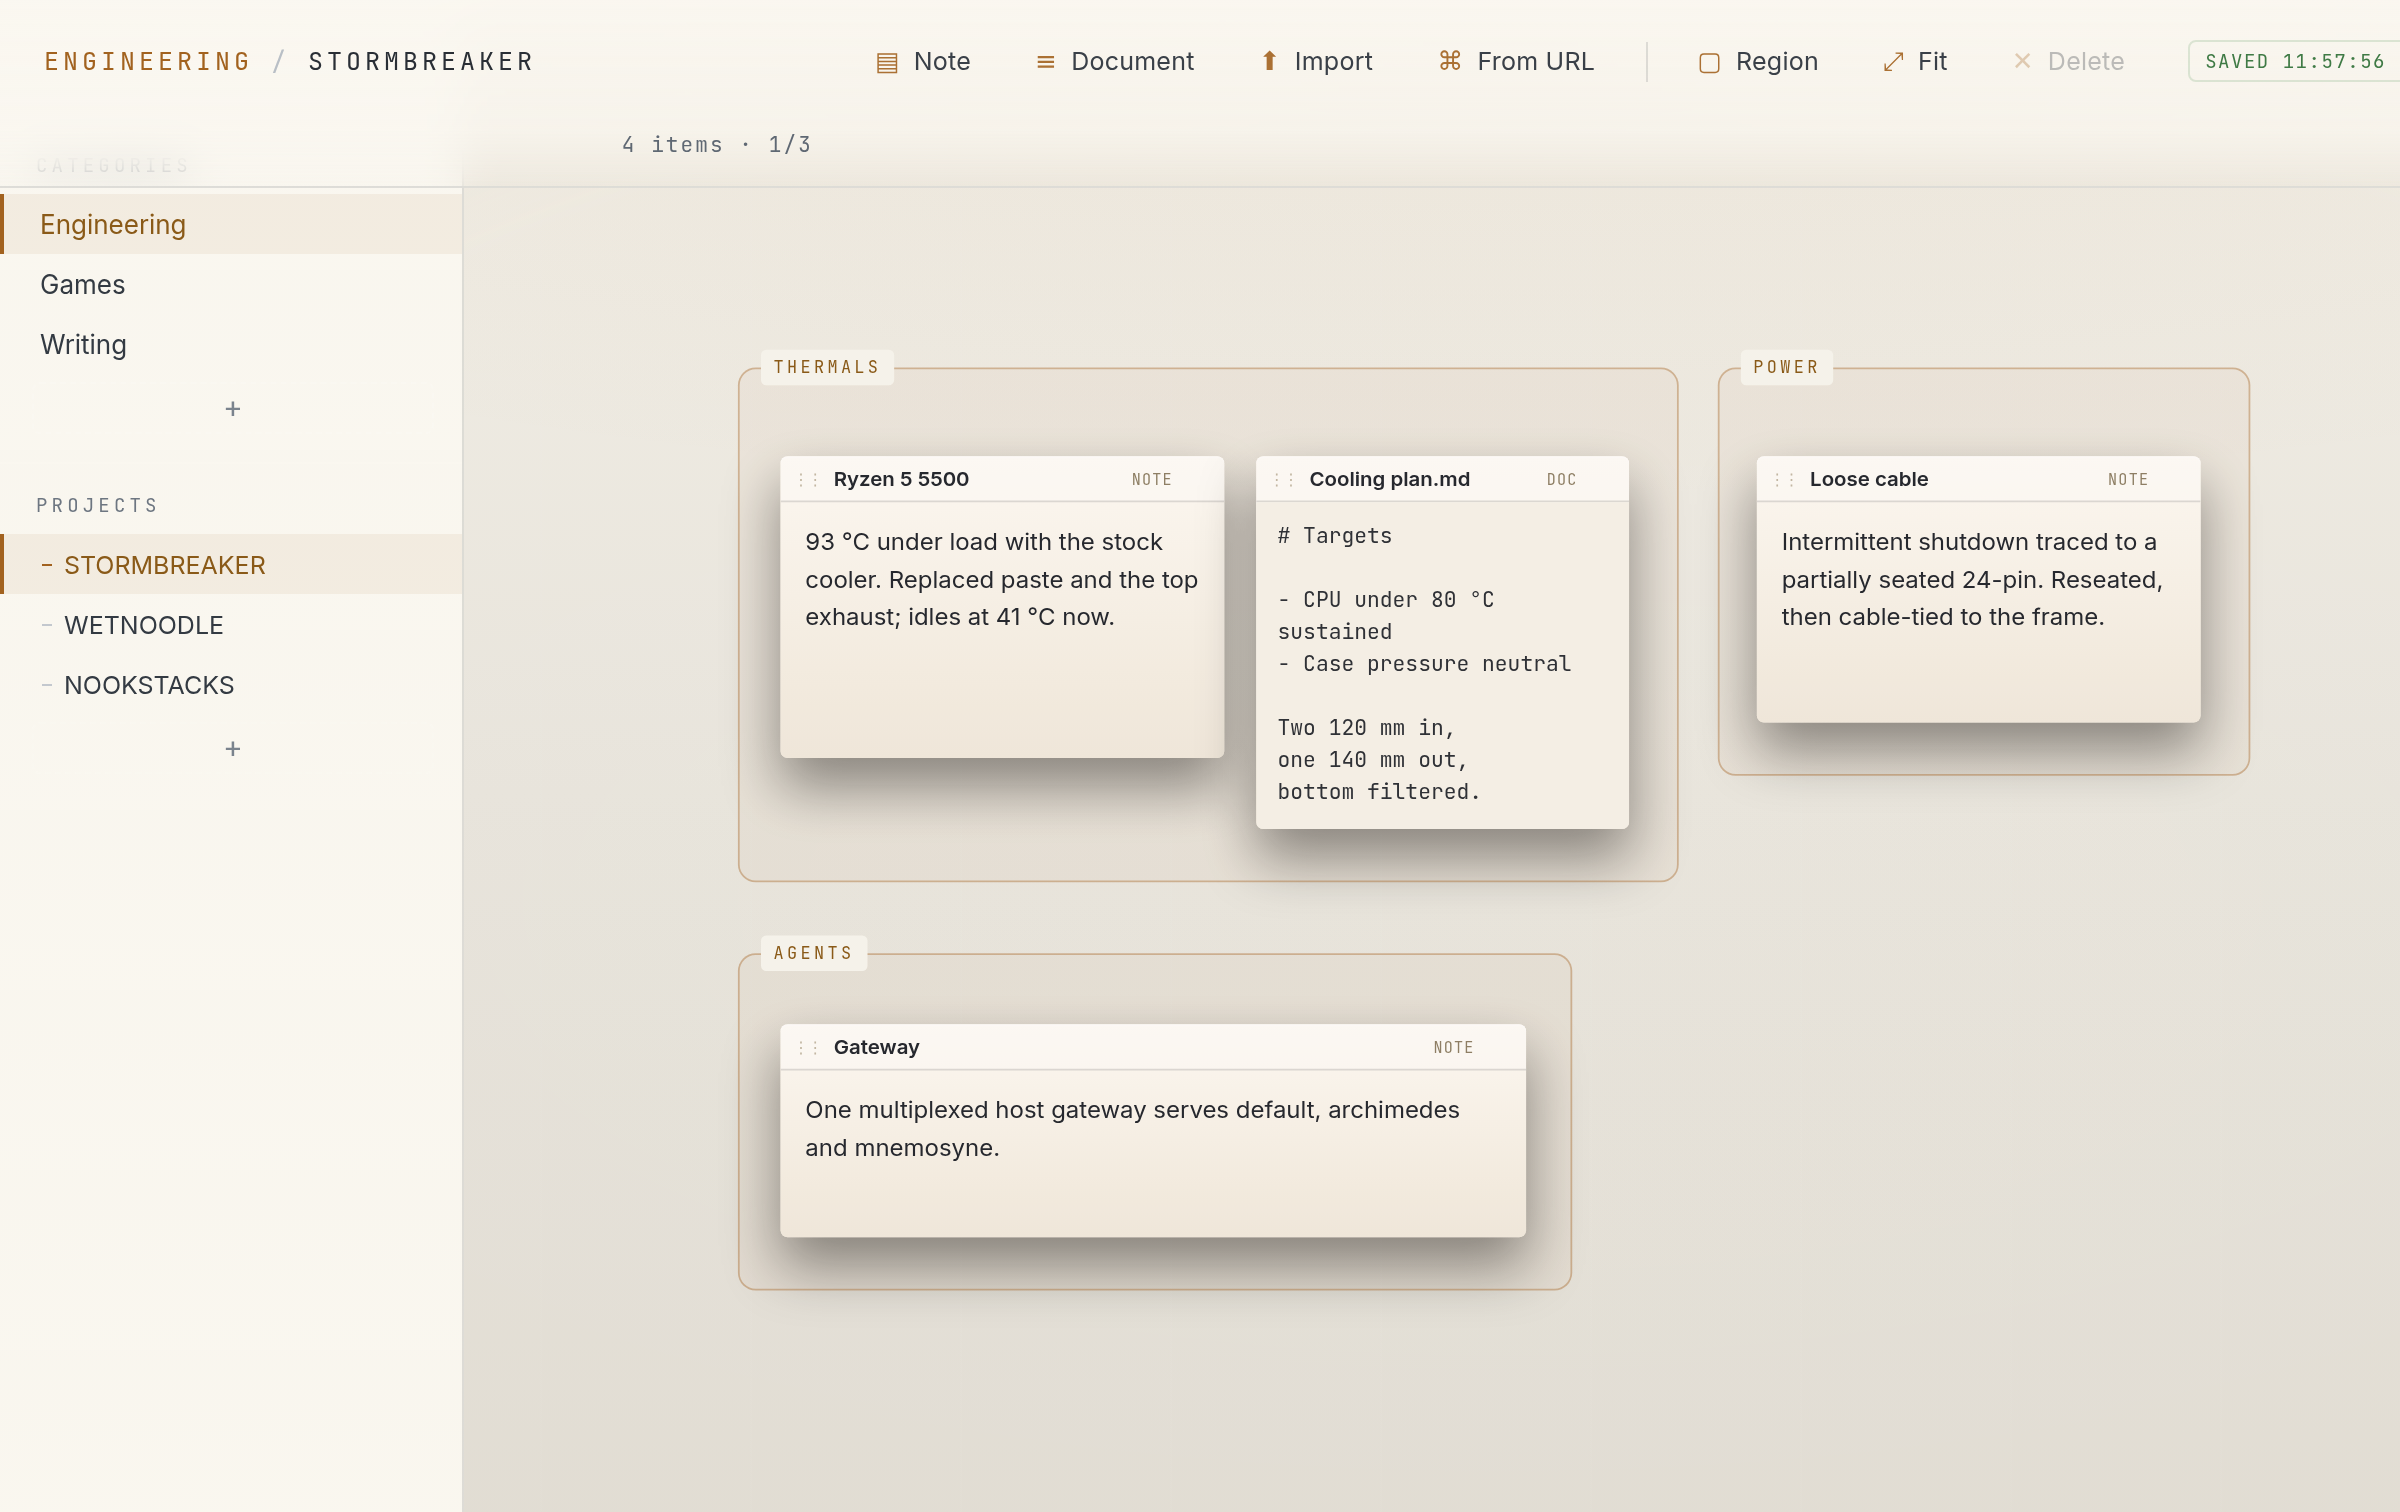 ENGINEERING / STORMBREAKER
Note
Document
Import
From URL
Region
Fit
Delete
SAVED 11:57:56
4 items · 1/3
CATEGORIES
Engineering
Games
Writing
+
PROJECTS
– STORMBREAKER
– WETNOODLE
– NOOKSTACKS
+
THERMALS
Ryzen 5 5500 NOTE
93 °C under load with the stock
cooler. Replaced paste and the top
exhaust; idles at 41 °C now.
Cooling plan.md DOC
# Targets
- CPU under 80 °C
sustained
- Case pressure neutral
Two 120 mm in,
one 140 mm out,
bottom filtered.
POWER
Loose cable NOTE
Intermittent shutdown traced to a
partially seated 24-pin. Reseated,
then cable-tied to the frame.
AGENTS
Gateway NOTE
One multiplexed host gateway serves default, archimedes
and mnemosyne.